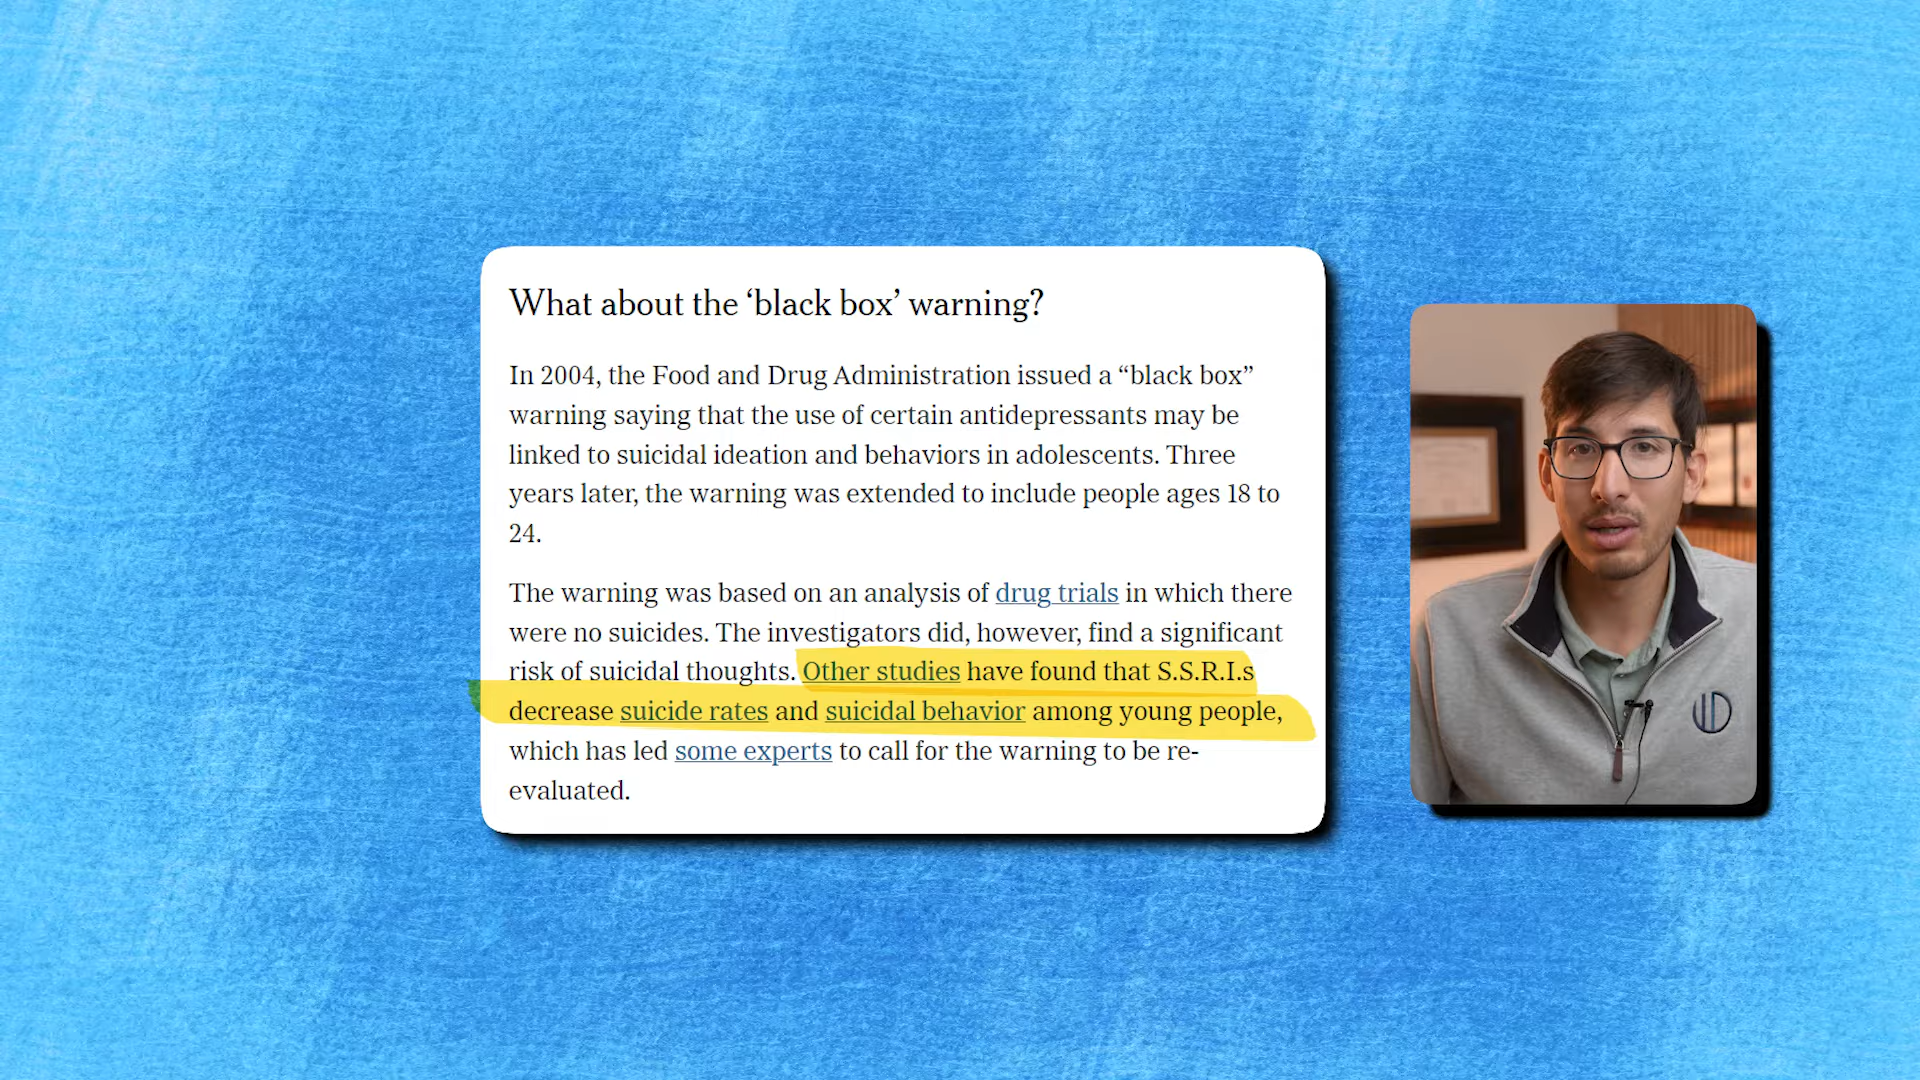 What about the ‘black box’ warning?
In 2004, the Food and Drug Administration issued a “black box”
warning saying that the use of certain antidepressants may be
linked to suicidal ideation and behaviors in adolescents. Three
years later, the warning was extended to include people ages 18 to
24.
The warning was based on an analysis of drug trials in which there
were no suicides. The investigators did, however, find a significant
risk of suicidal thoughts. Other studies have found that S.S.R.I.s
decrease suicide rates and suicidal behavior among young people,
which has led some experts to call for the warning to be re-
evaluated.